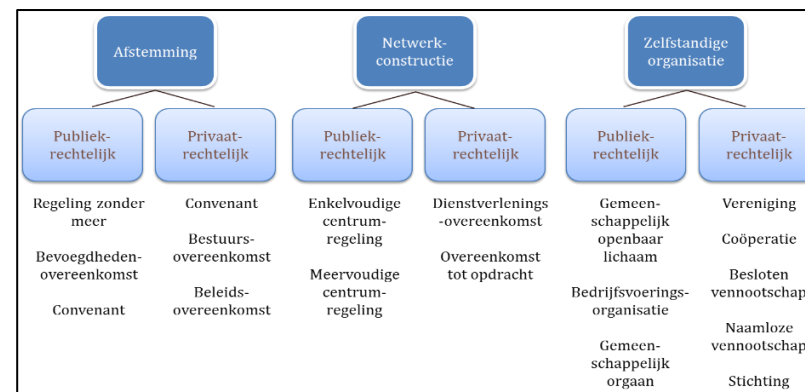 Afstemming
Netwerk-
constructie
Zelfstandige
organisatie
Publiek-
rechtelijk
Privaat-
rechtelijk
Publiek-
rechtelijk
Privaat-
rechtelijk
Publiek-
rechtelijk
Privaat-
rechtelijk
Regeling zonder
meer
Bevoegdheden-
overeenkomst
Convenant
Convenant
Bestuurs-
overeenkomst
Beleids-
overeenkomst
Enkelvoudige
centrum-
regeling
Meervoudige
centrum-
regeling
Dienstverlenings
-overeenkomst
Overeenkomst
tot opdracht
Gemeen-
schappelijk
openbaar
lichaam
Bedrijfsvoerings-
organisatie
Gemeen-
schappelijk
orgaan
Vereniging
Coöperatie
Besloten
vennootschap
Naamloze
vennootschap
Stichting